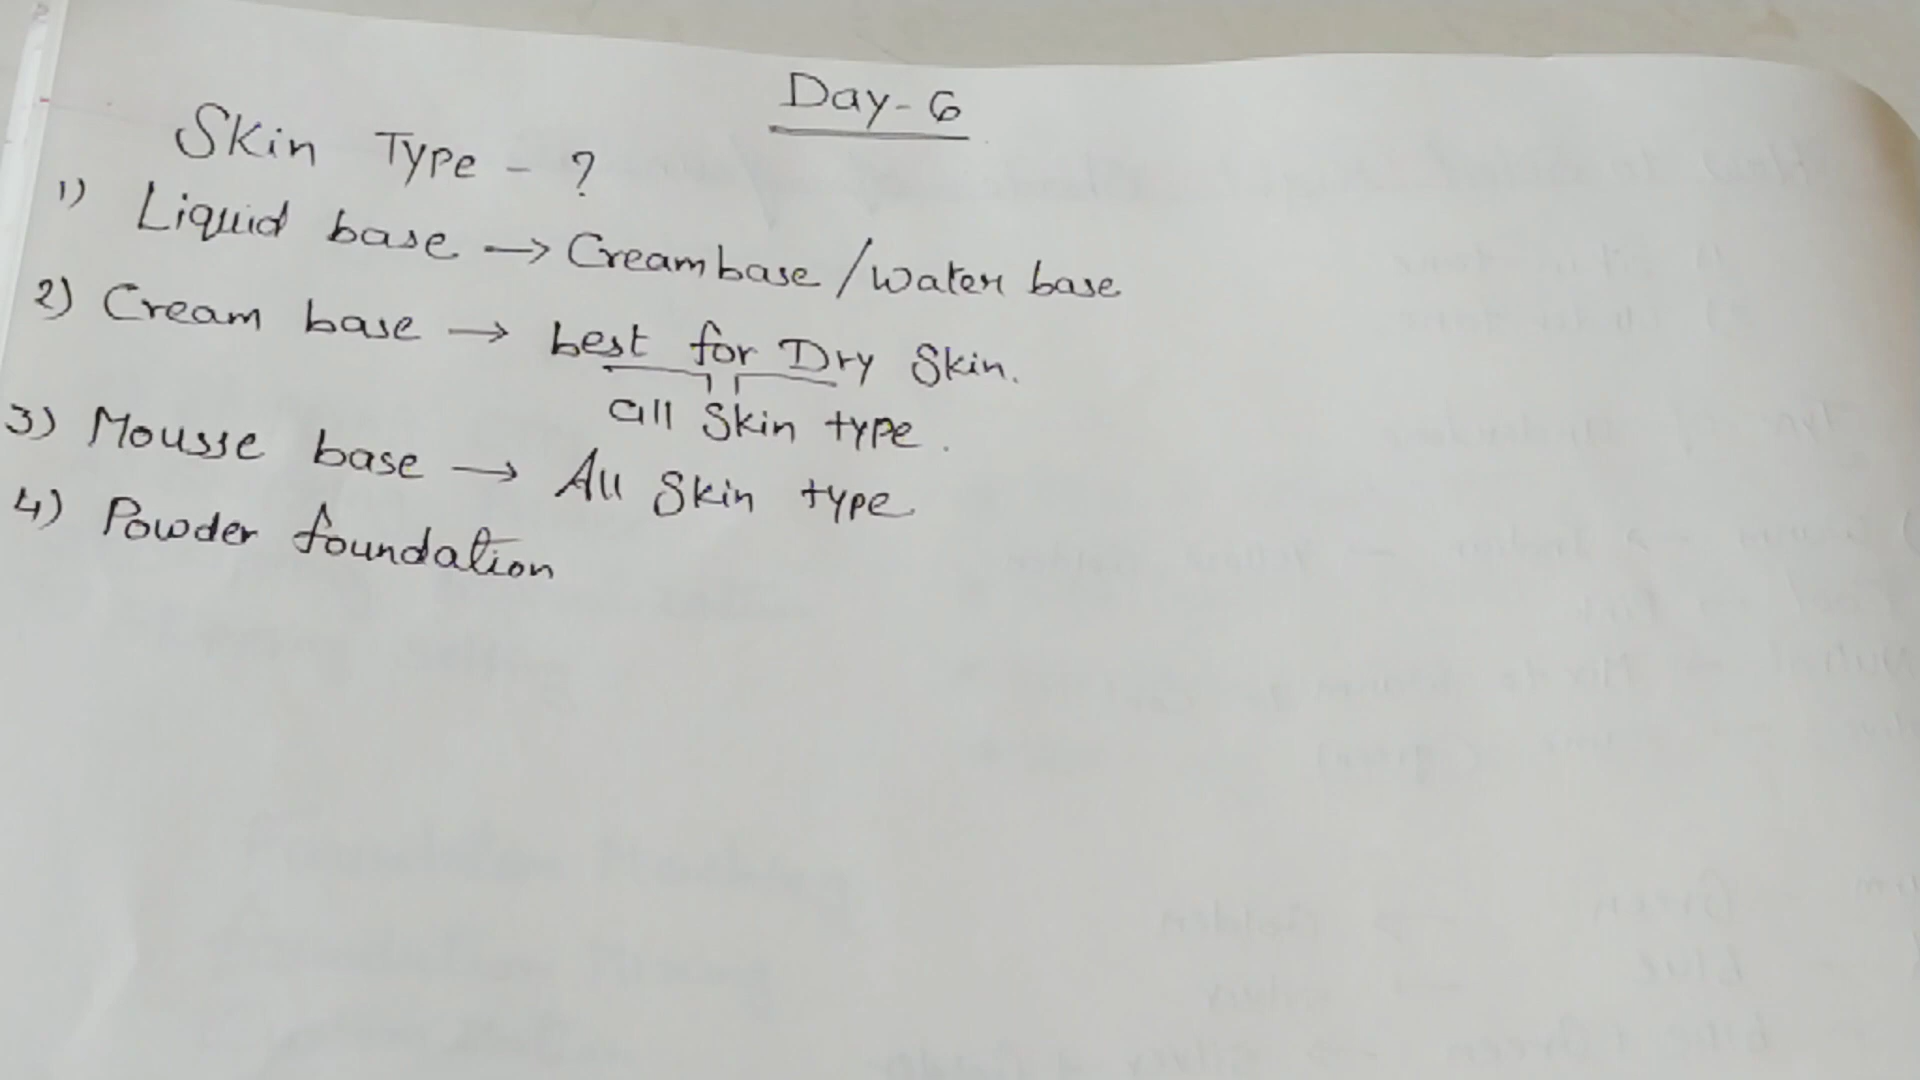 Day-6
Skin Type - ?
1) Liquid base → Creambase/water base
2) Cream base → best for Dry Skin.
all Skin type.
3) Mousse base → All Skin type
4) Powder foundation